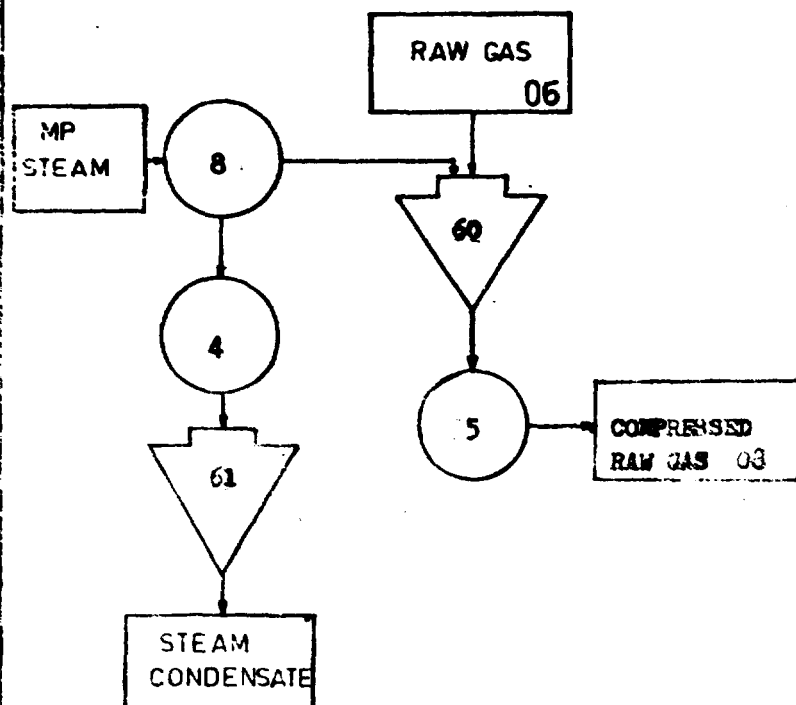 RAW GAS
06
MP
STEAM
8
60
4
5
COMPRESSED
RAW GAS 03
61
STEAM
CONDENSATE